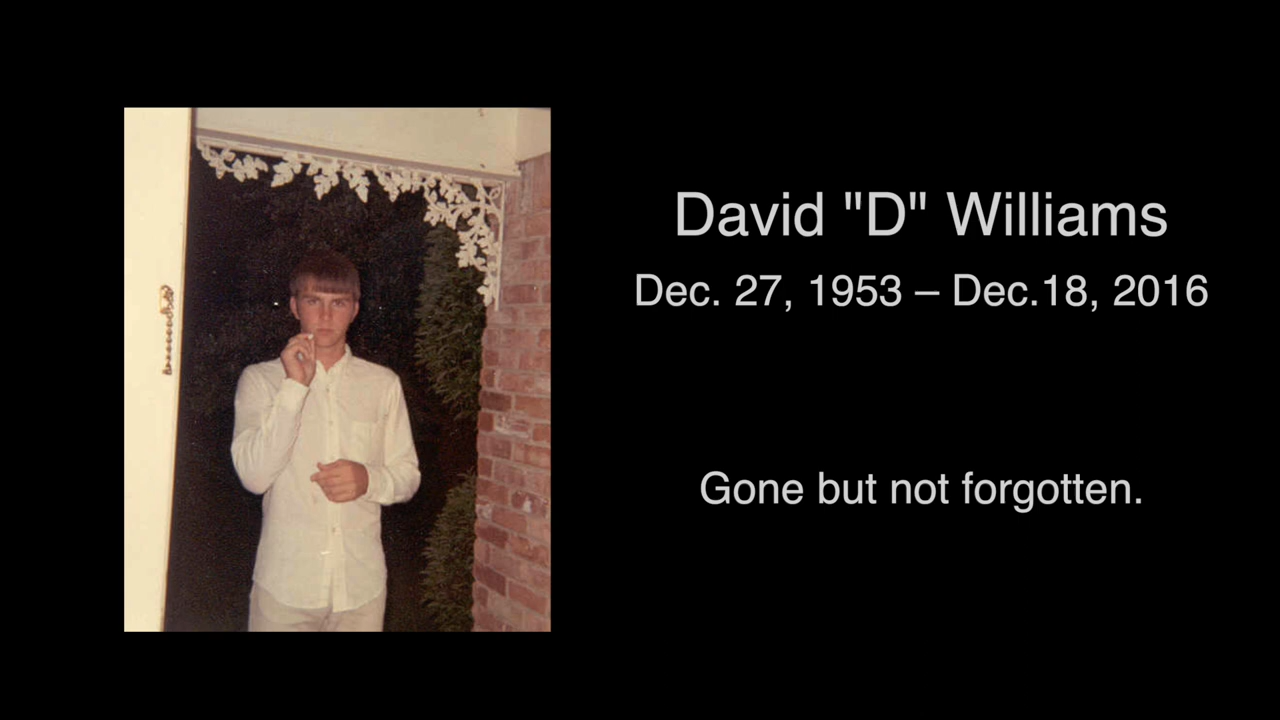 David "D" Williams
Dec. 27, 1953 – Dec.18, 2016
Gone but not forgotten.